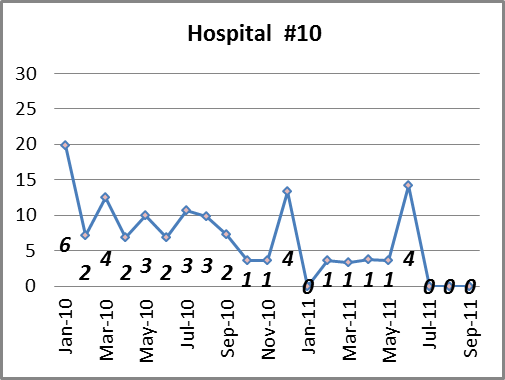 Hospital #10
30
20
15
10
5
0
6 2 4 2 3 2 3 3 2 1 1 4 0 1 1 1 1 4 0 0 0
Jan-10 Mar-10 May-10 Jul-10 Sep-10 Nov-10 Jan-11 Mar-11 May-11 Jul-11 Sep-11